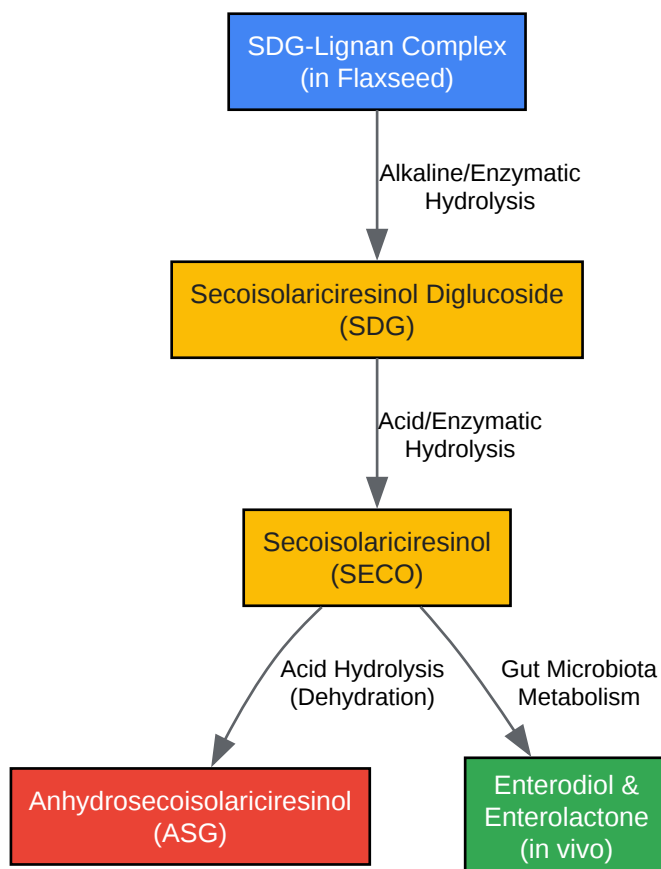 SDG-Lignan Complex
(in Flaxseed)
Alkaline/Enzymatic
Hydrolysis
Secoisolariciresinol Diglucoside
(SDG)
Acid/Enzymatic
Hydrolysis
Secoisolariciresinol
(SECO)
Acid Hydrolysis
(Dehydration)
Gut Microbiota
Metabolism
Anhydrosecoisolariciresinol
(ASG)
Enterodiol &
Enterolactone
(in vivo)